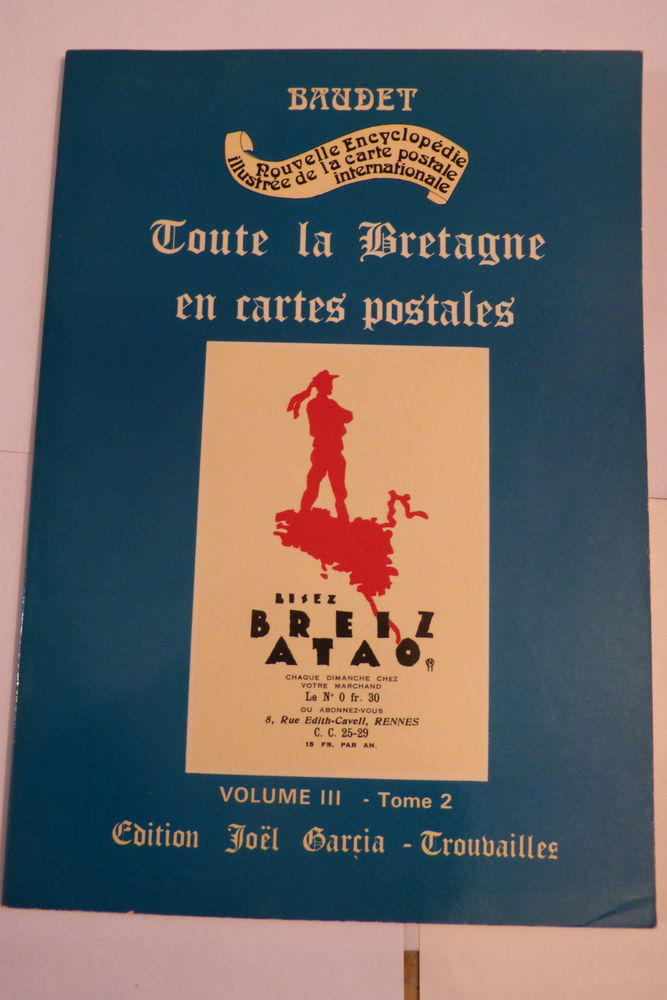 BAUDET
Nouvelle Encyclopédie
illustrée de la carte postale
internationale
Toute la Bretagne
en cartes postales
LISEZ
BREIZ
ATAO
CHAQUE DIMANCHE CHEZ
VOTRE MARCHAND
Le Nº 0 fr. 30
OU ABONNEZ-VOUS
8, Rue Edith-Cavell, RENNES
C. C. 25-29
15 FR. PAR AN.
VOLUME III - Tome 2
Edition Joël Garcia - Trouvailles